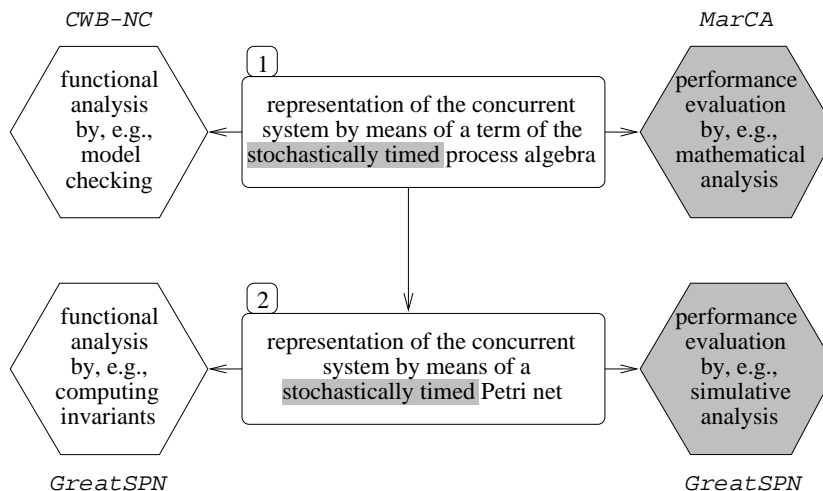 CWB-NC
MarCA
functional
analysis
by, e.g.,
model
checking
1
representation of the concurrent
system by means of a term of the
stochastically timed process algebra
performance
evaluation
by, e.g.,
mathematical
analysis
functional
analysis
by, e.g.,
computing
invariants
2
representation of the concurrent
system by means of a
stochastically timed Petri net
performance
evaluation
by, e.g.,
simulative
analysis
GreatSPN
GreatSPN